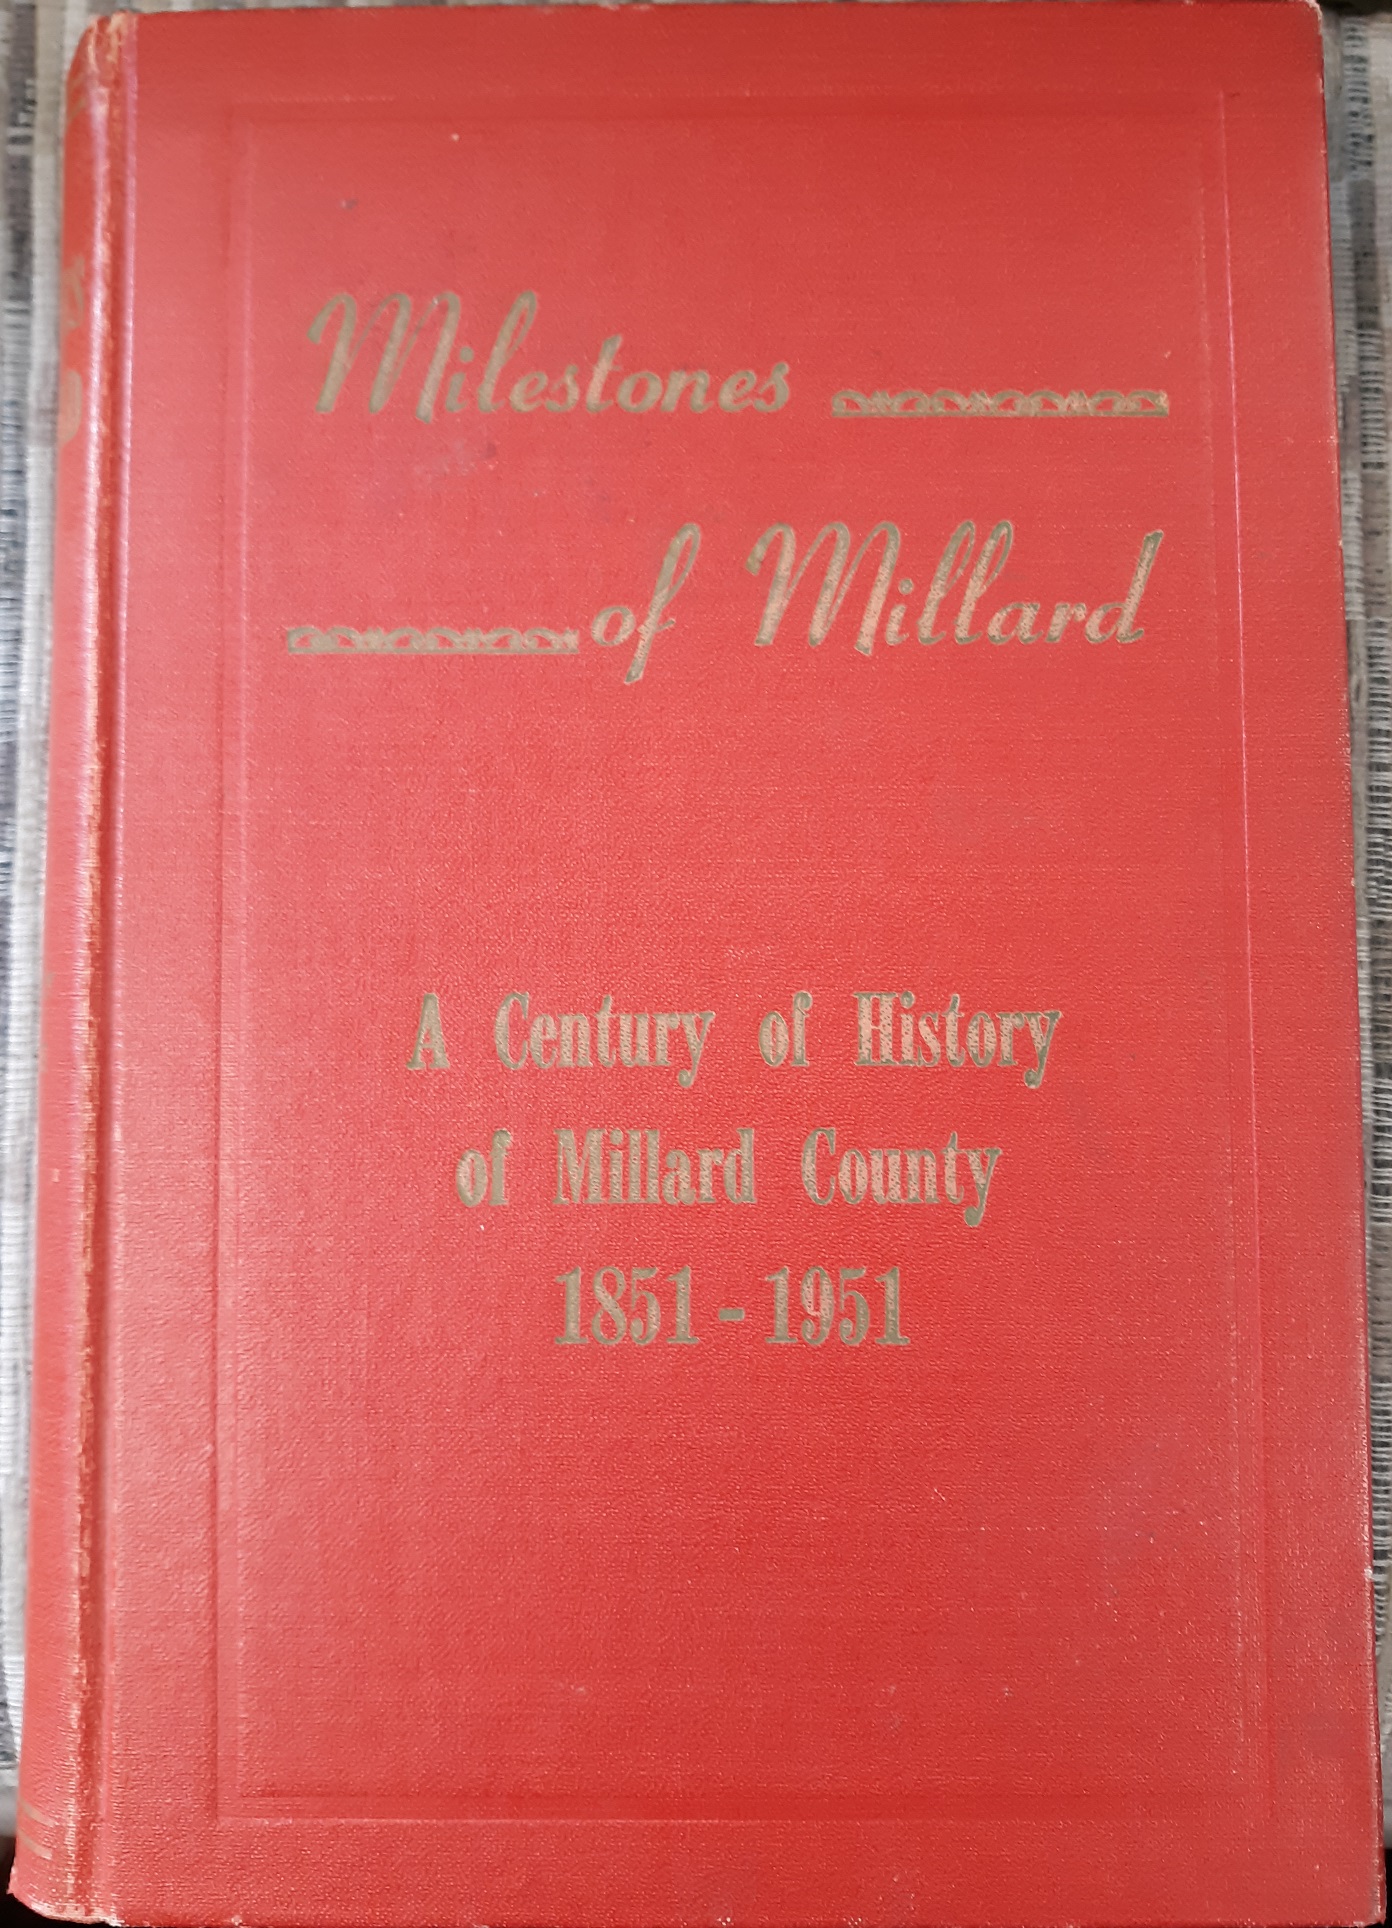 Milestones
of Millard
A Century of History
of Millard County
1851 - 1951